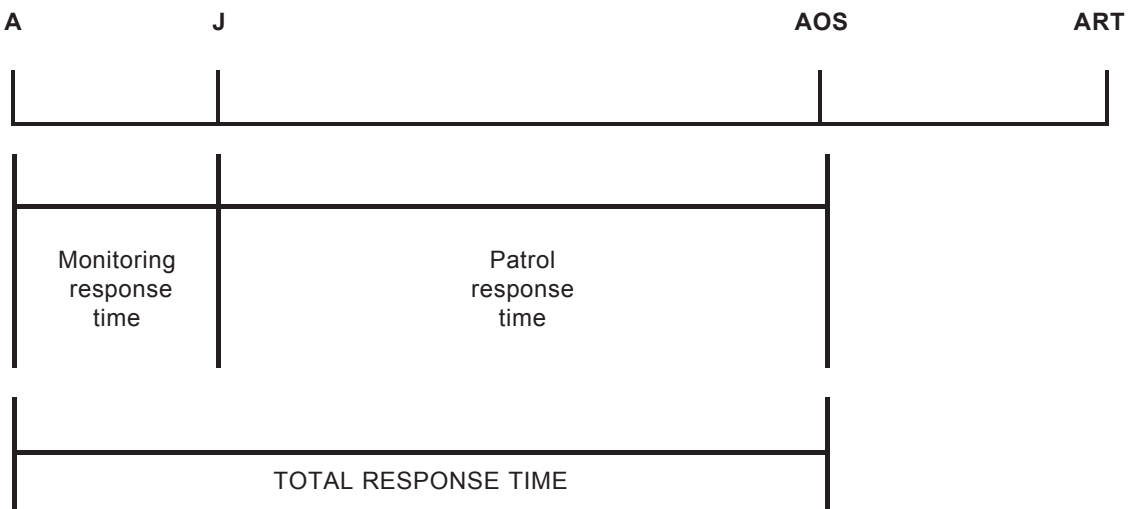 A J AOS ART
Monitoring
response
time
Patrol
response
time
TOTAL RESPONSE TIME